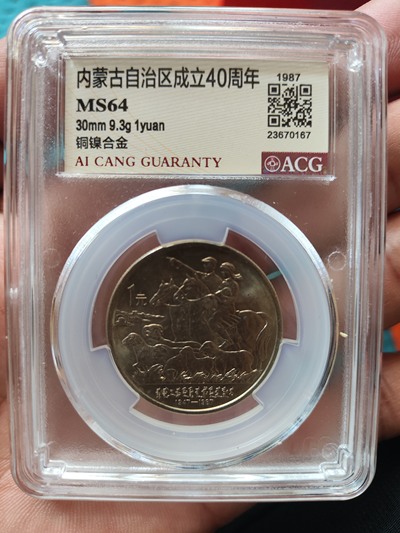 内蒙古自治区成立40周年
1987
MS64
30mm 9.3g 1yuan
23670167
铜镍合金
AI CANG GUARANTY
ACG
1元
1947—1987